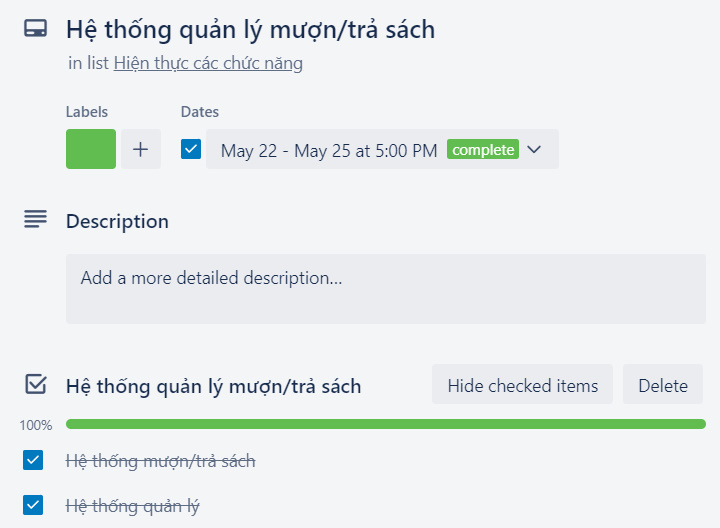 Hệ thống quản lý mượn/trả sách
in list Hiện thực các chức năng
Labels
Dates
May 22 - May 25 at 5:00 PM complete
Description
Add a more detailed description...
Hệ thống quản lý mượn/trả sách
Hide checked items
Delete
100%
Hệ thống mượn/trả sách
Hệ thống quản lý